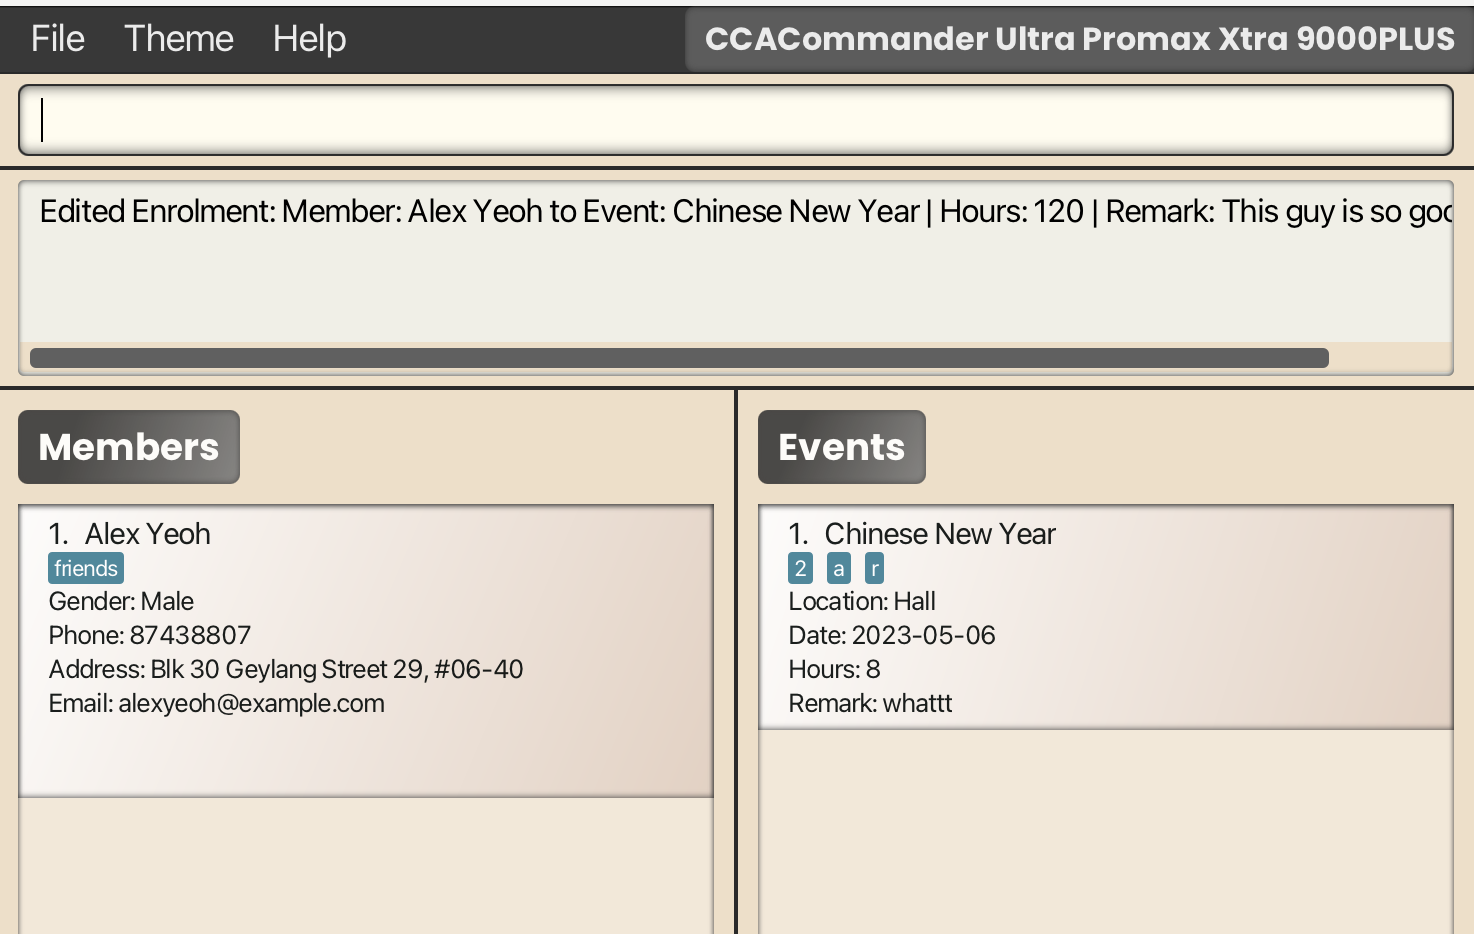 File Theme Help CCACommander Ultra Promax Xtra 9000PLUS
Edited Enrolment: Member: Alex Yeoh to Event: Chinese New Year | Hours: 120 | Remark: This guy is so
Members
1. Alex Yeoh
friends
Gender: Male
Phone: 87438807
Address: Blk 30 Geylang Street 29, #06-40
Email: alexyeoh@example.com
Events
1. Chinese New Year
2 a r
Location: Hall
Date: 2023-05-06
Hours: 8
Remark: whattt